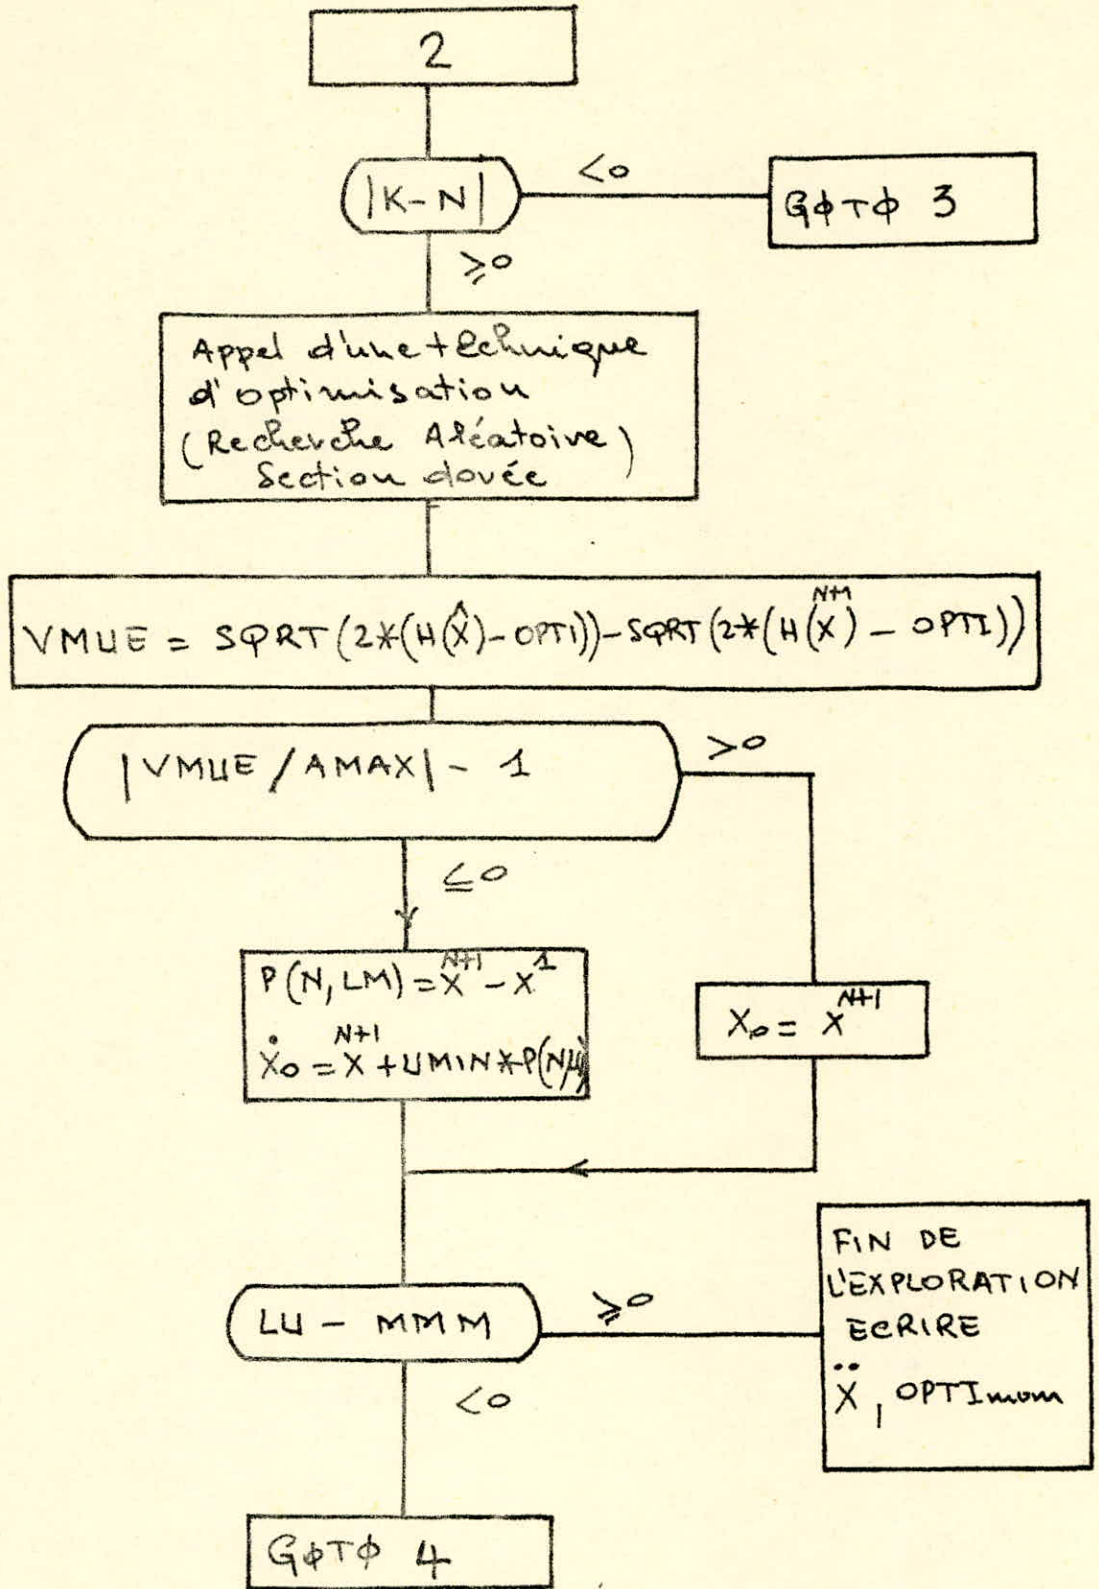 2
|K-N|
<0
GϕTϕ 3
≥0
Appel d'une technique
d'optimisation
(Recherche Aléatoire)
Section dorée
N+1
VMUE = SQRT(2*(H(X̂)-OPTI))-SQRT(2*(H(X) - OPTI))
|VMUE / AMAX| - 1
>0
≤0
P(N, LM) = X^{N+1} - X^1
Ẋ0 = X^{N+1} + UMIN*P(N,
X0 = X^{N+1}
LU - MMM
≥0
FIN DE
L'EXPLORATION
ECRIRE
Ẍ, OPTImum
<0
GϕTϕ 4